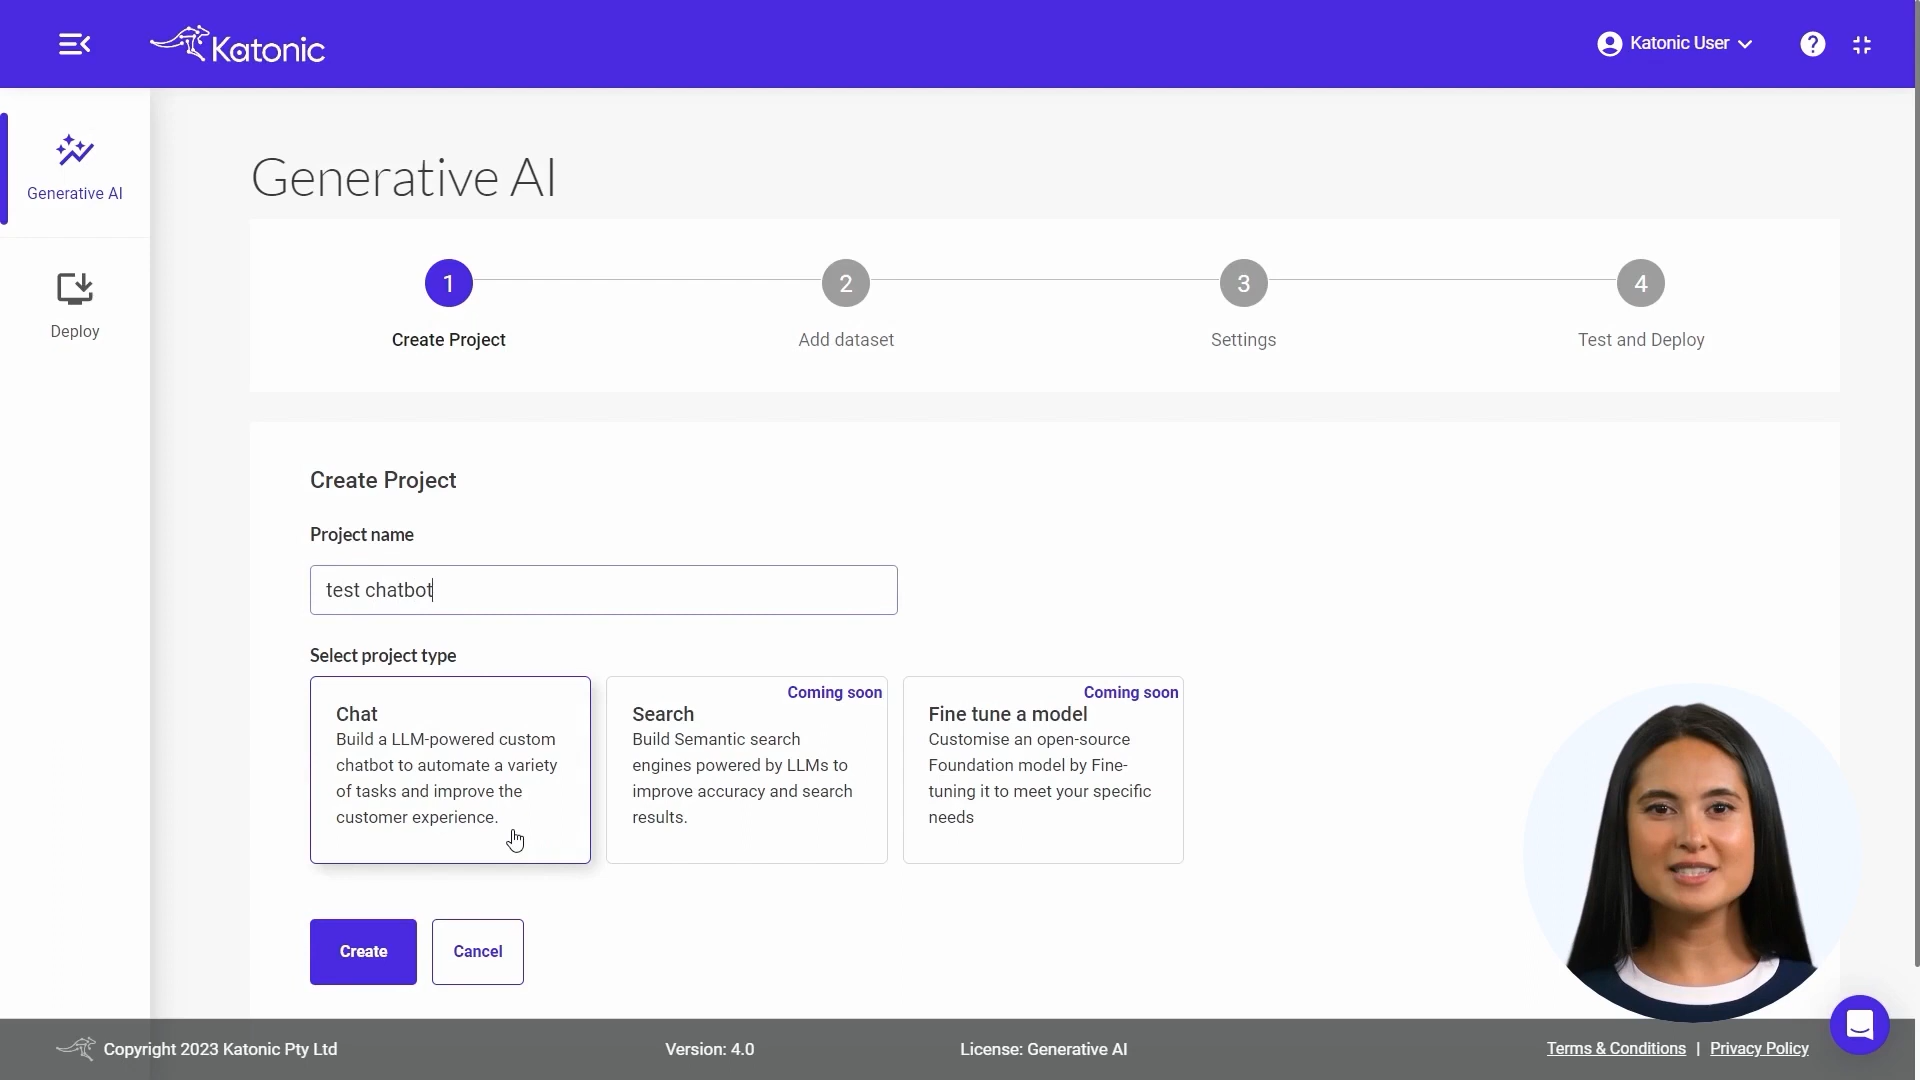 Katonic
Katonic User
?
Generative AI
Deploy
Generative AI
1
2
3
4
Create Project
Add dataset
Settings
Test and Deploy
Create Project
Project name
test chatbot
Select project type
Chat
Build a LLM-powered custom
chatbot to automate a variety
of tasks and improve the
customer experience.
Coming soon
Search
Build Semantic search
engines powered by LLMs to
improve accuracy and search
results.
Coming soon
Fine tune a model
Customise an open-source
Foundation model by Fine-
tuning it to meet your specific
needs
Create
Cancel
Copyright 2023 Katonic Pty Ltd
Version: 4.0
License: Generative AI
Terms & Conditions | Privacy Policy